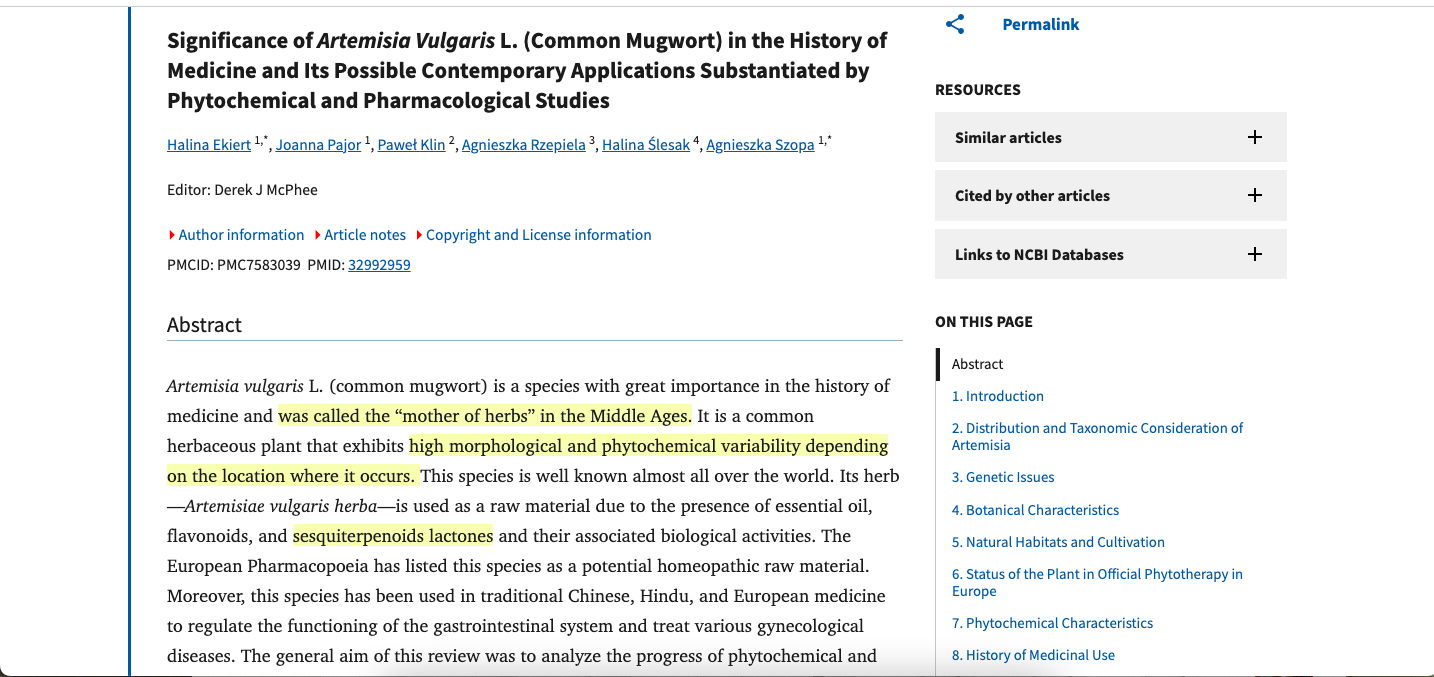 Significance of Artemisia Vulgaris L. (Common Mugwort) in the History of
Medicine and Its Possible Contemporary Applications Substantiated by
Phytochemical and Pharmacological Studies
Halina Ekiert 1,*, Joanna Pajor 1, Paweł Klin 2, Agnieszka Rzepiela 3, Halina Ślesak 4, Agnieszka Szopa 1,*
Editor: Derek J McPhee
Author information Article notes Copyright and License information
PMCID: PMC7583039 PMID: 32992959
Abstract
Artemisia vulgaris L. (common mugwort) is a species with great importance in the history of
medicine and was called the “mother of herbs” in the Middle Ages. It is a common
herbaceous plant that exhibits high morphological and phytochemical variability depending
on the location where it occurs. This species is well known almost all over the world. Its herb
—Artemisiae vulgaris herba—is used as a raw material due to the presence of essential oil,
flavonoids, and sesquiterpenoids lactones and their associated biological activities. The
European Pharmacopoeia has listed this species as a potential homeopathic raw material.
Moreover, this species has been used in traditional Chinese, Hindu, and European medicine
to regulate the functioning of the gastrointestinal system and treat various gynecological
diseases. The general aim of this review was to analyze the progress of phytochemical and
Permalink
RESOURCES
Similar articles
Cited by other articles
Links to NCBI Databases
ON THIS PAGE
Abstract
1. Introduction
2. Distribution and Taxonomic Consideration of
Artemisia
3. Genetic Issues
4. Botanical Characteristics
5. Natural Habitats and Cultivation
6. Status of the Plant in Official Phytotherapy in
Europe
7. Phytochemical Characteristics
8. History of Medicinal Use